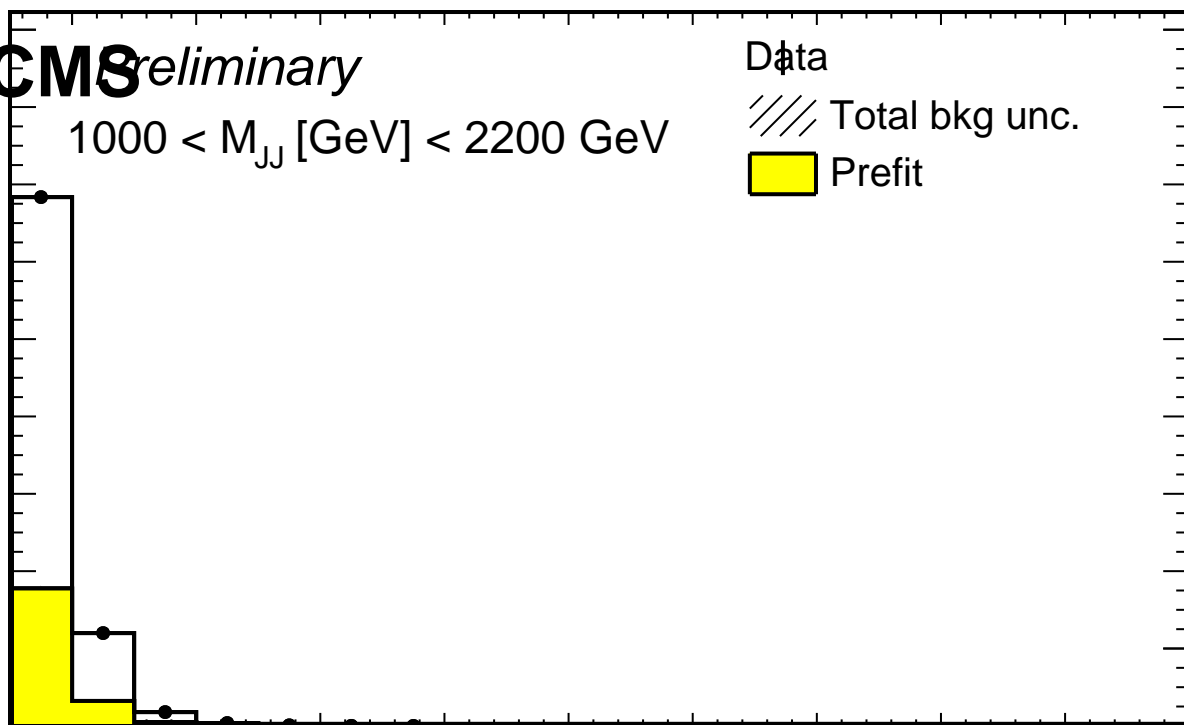 CMS Preliminary
1000 < M_JJ [GeV] < 2200 GeV
Data
Total bkg unc.
Prefit